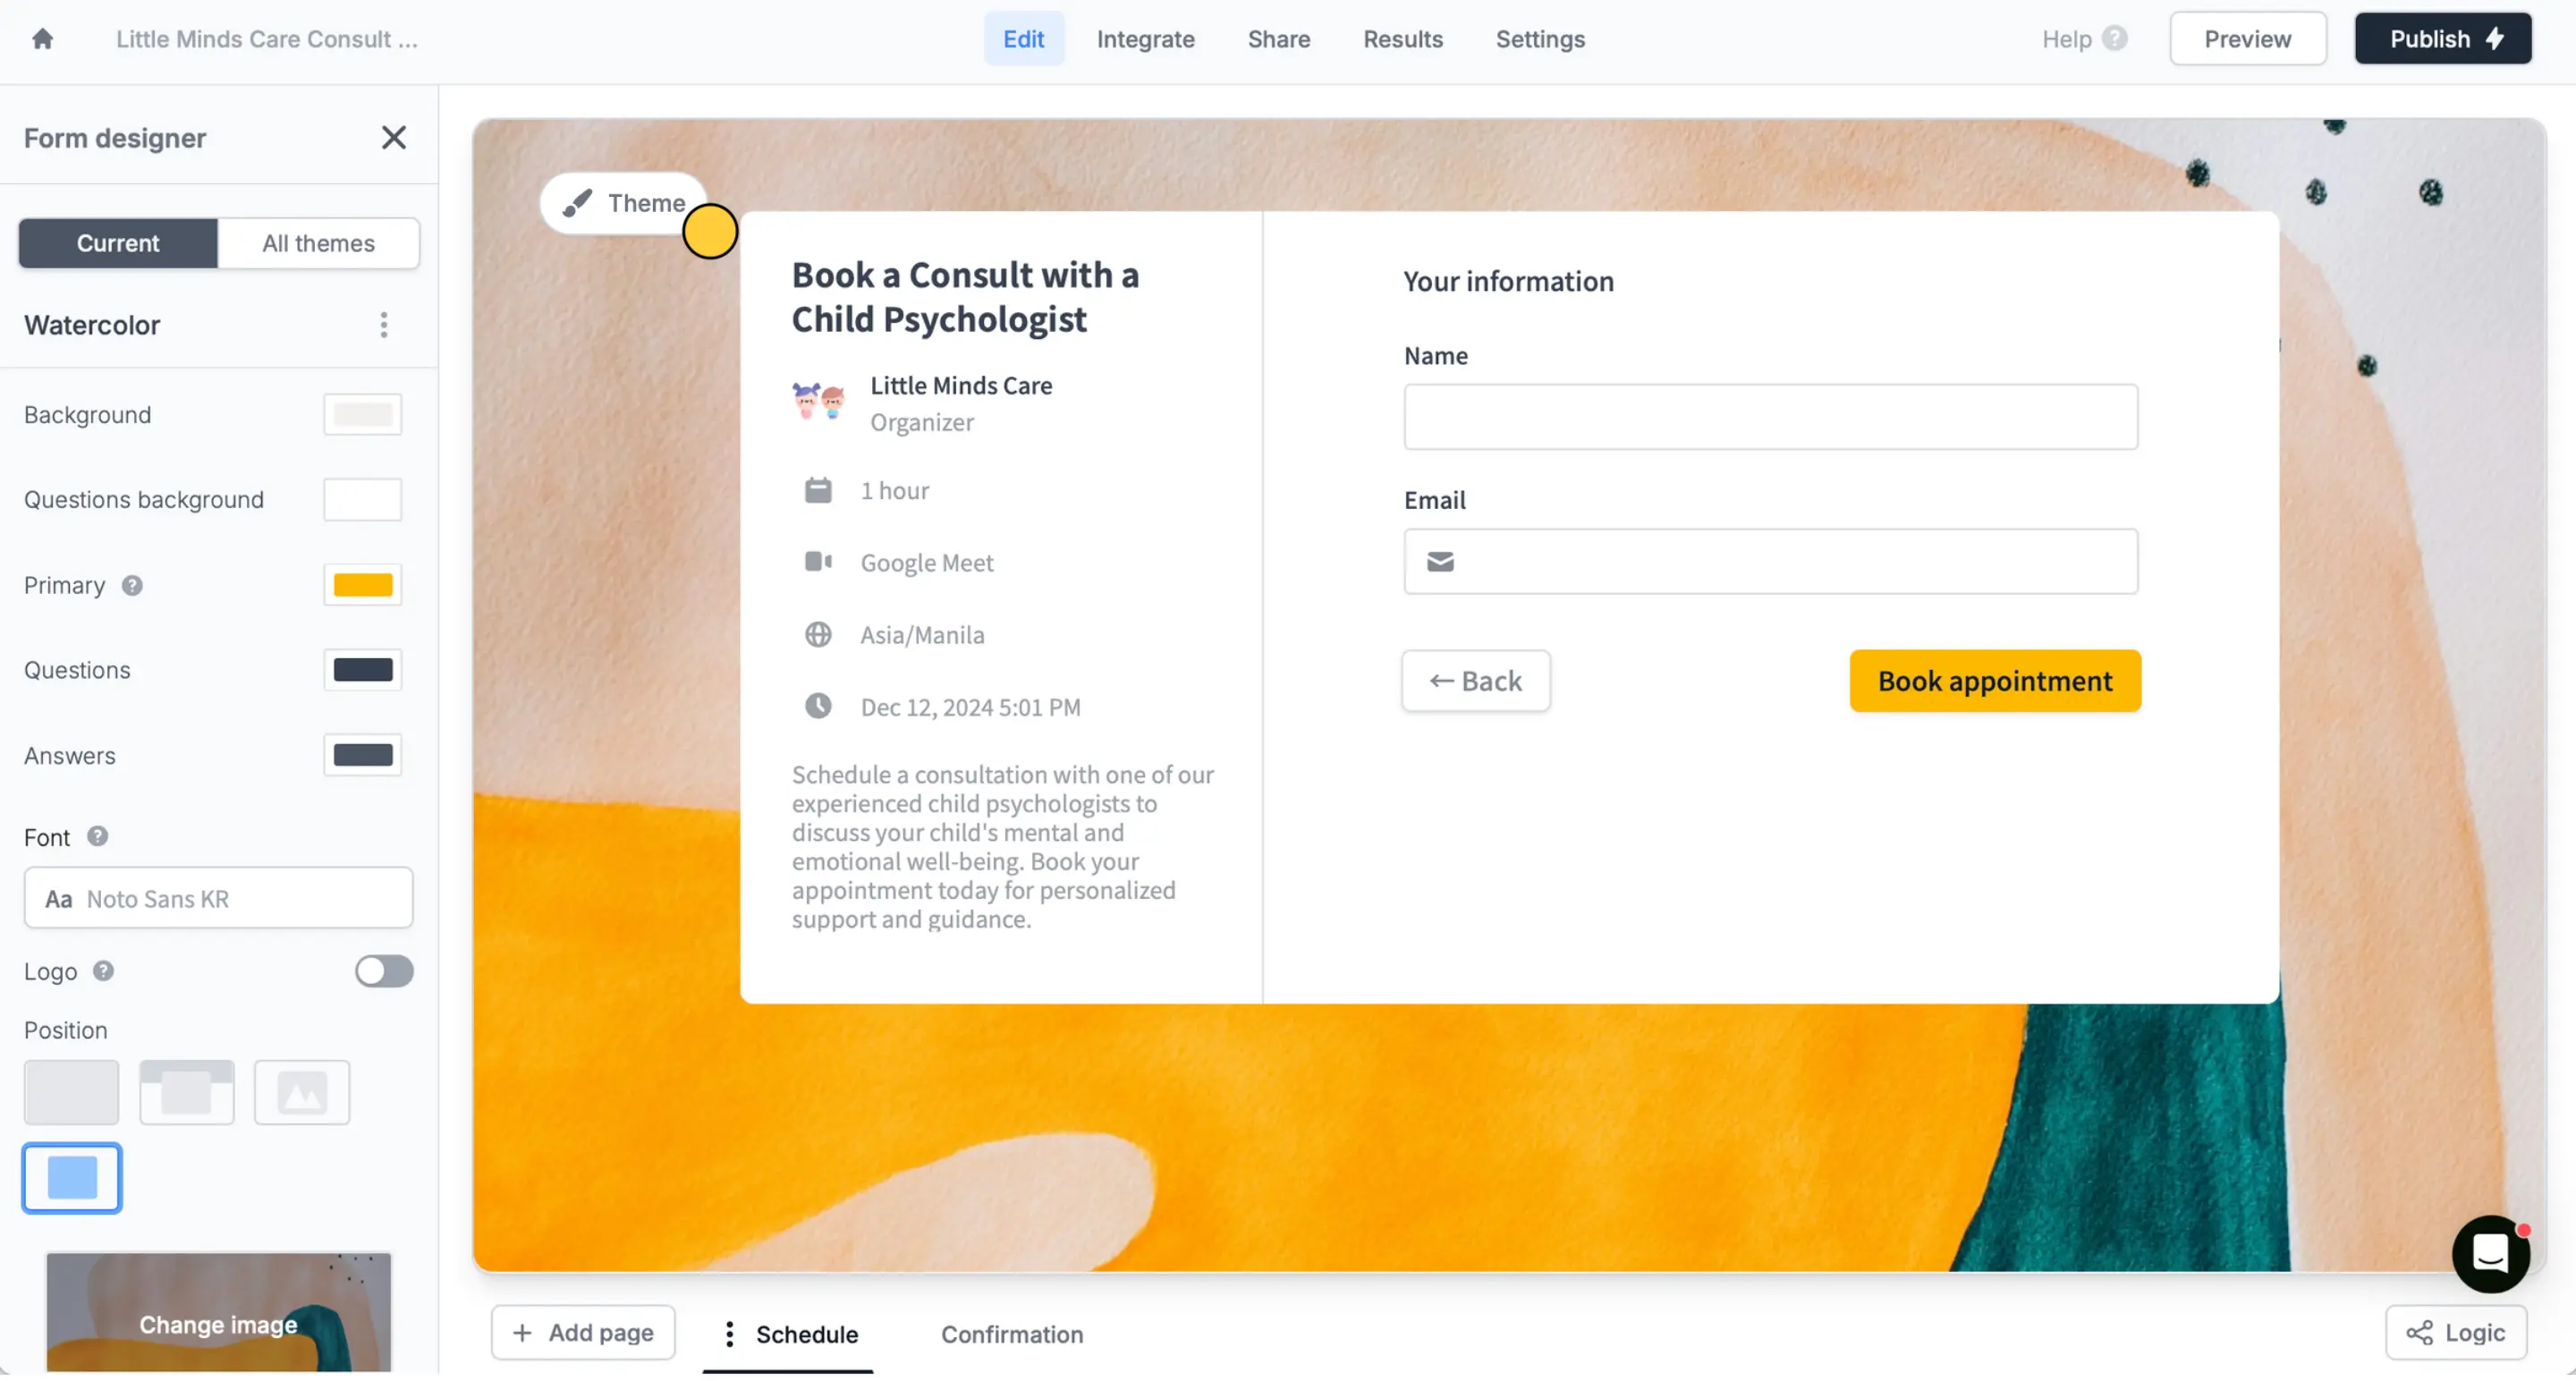 Little Minds Care Consult ...
Edit
Integrate
Share
Results
Settings
Help ?
Preview
Publish
Form designer
Current
All themes
Watercolor
Background
Questions background
Primary ?
Questions
Answers
Font ?
Aa Noto Sans KR
Logo ?
Position
Change image
Theme
Book a Consult with a
Child Psychologist
Little Minds Care
Organizer
1 hour
Google Meet
Asia/Manila
Dec 12, 2024 5:01 PM
Schedule a consultation with one of our
experienced child psychologists to
discuss your child's mental and
emotional well-being. Book your
appointment today for personalized
support and guidance.
Your information
Name
Email
← Back
Book appointment
+ Add page
Schedule
Confirmation
Logic